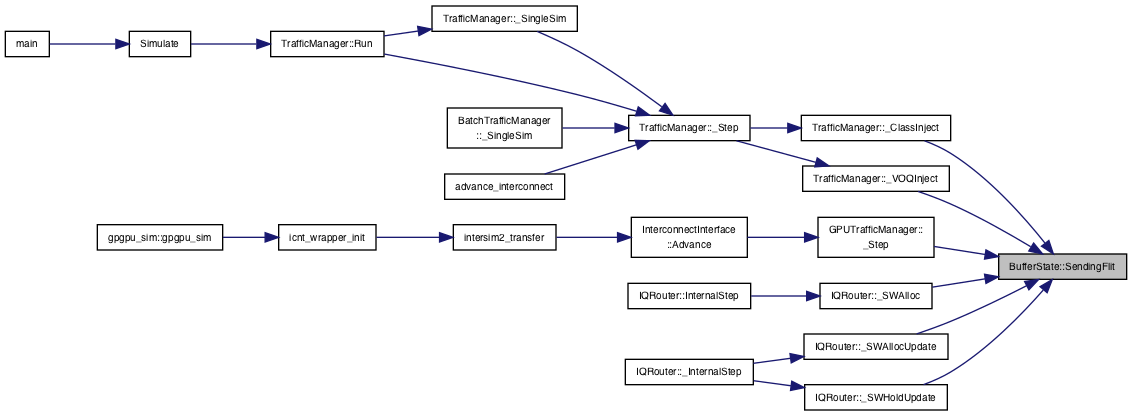 TrafficManager::_SingleSim
main
Simulate
TrafficManager::Run
BatchTrafficManager
::_SingleSim
TrafficManager::_Step
TrafficManager::_ClassInject
advance_interconnect
TrafficManager::_VOQInject
gpgpu_sim::gpgpu_sim
icnt_wrapper_init
intersim2_transfer
InterconnectInterface
::Advance
GPUTrafficManager::
_Step
BufferState::SendingFlit
IQRouter::InternalStep
IQRouter::_SWAlloc
IQRouter::_SWAllocUpdate
IQRouter::_InternalStep
IQRouter::_SWHoldUpdate